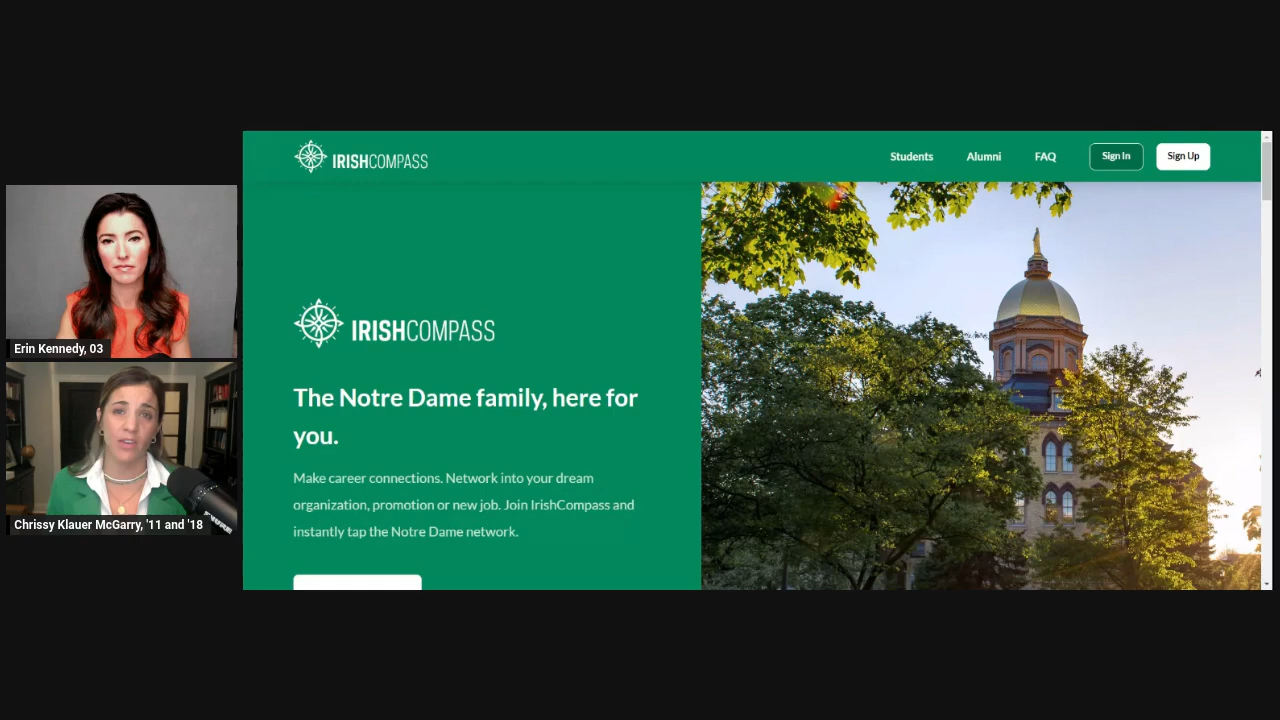 IRISHCOMPASS
Students
Alumni
FAQ
Sign In
Sign Up
IRISHCOMPASS
The Notre Dame family, here for
you.
Make career connections. Network into your dream
organization, promotion or new job. Join IrishCompass and
instantly tap the Notre Dame network.
Erin Kennedy, 03
Chrissy Klauer McGarry, '11 and '18